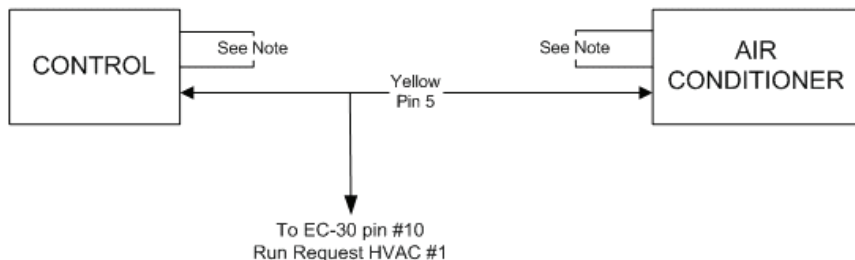 CONTROL
See Note
See Note
AIR
CONDITIONER
Yellow
Pin 5
To EC-30 pin #10
Run Request HVAC #1